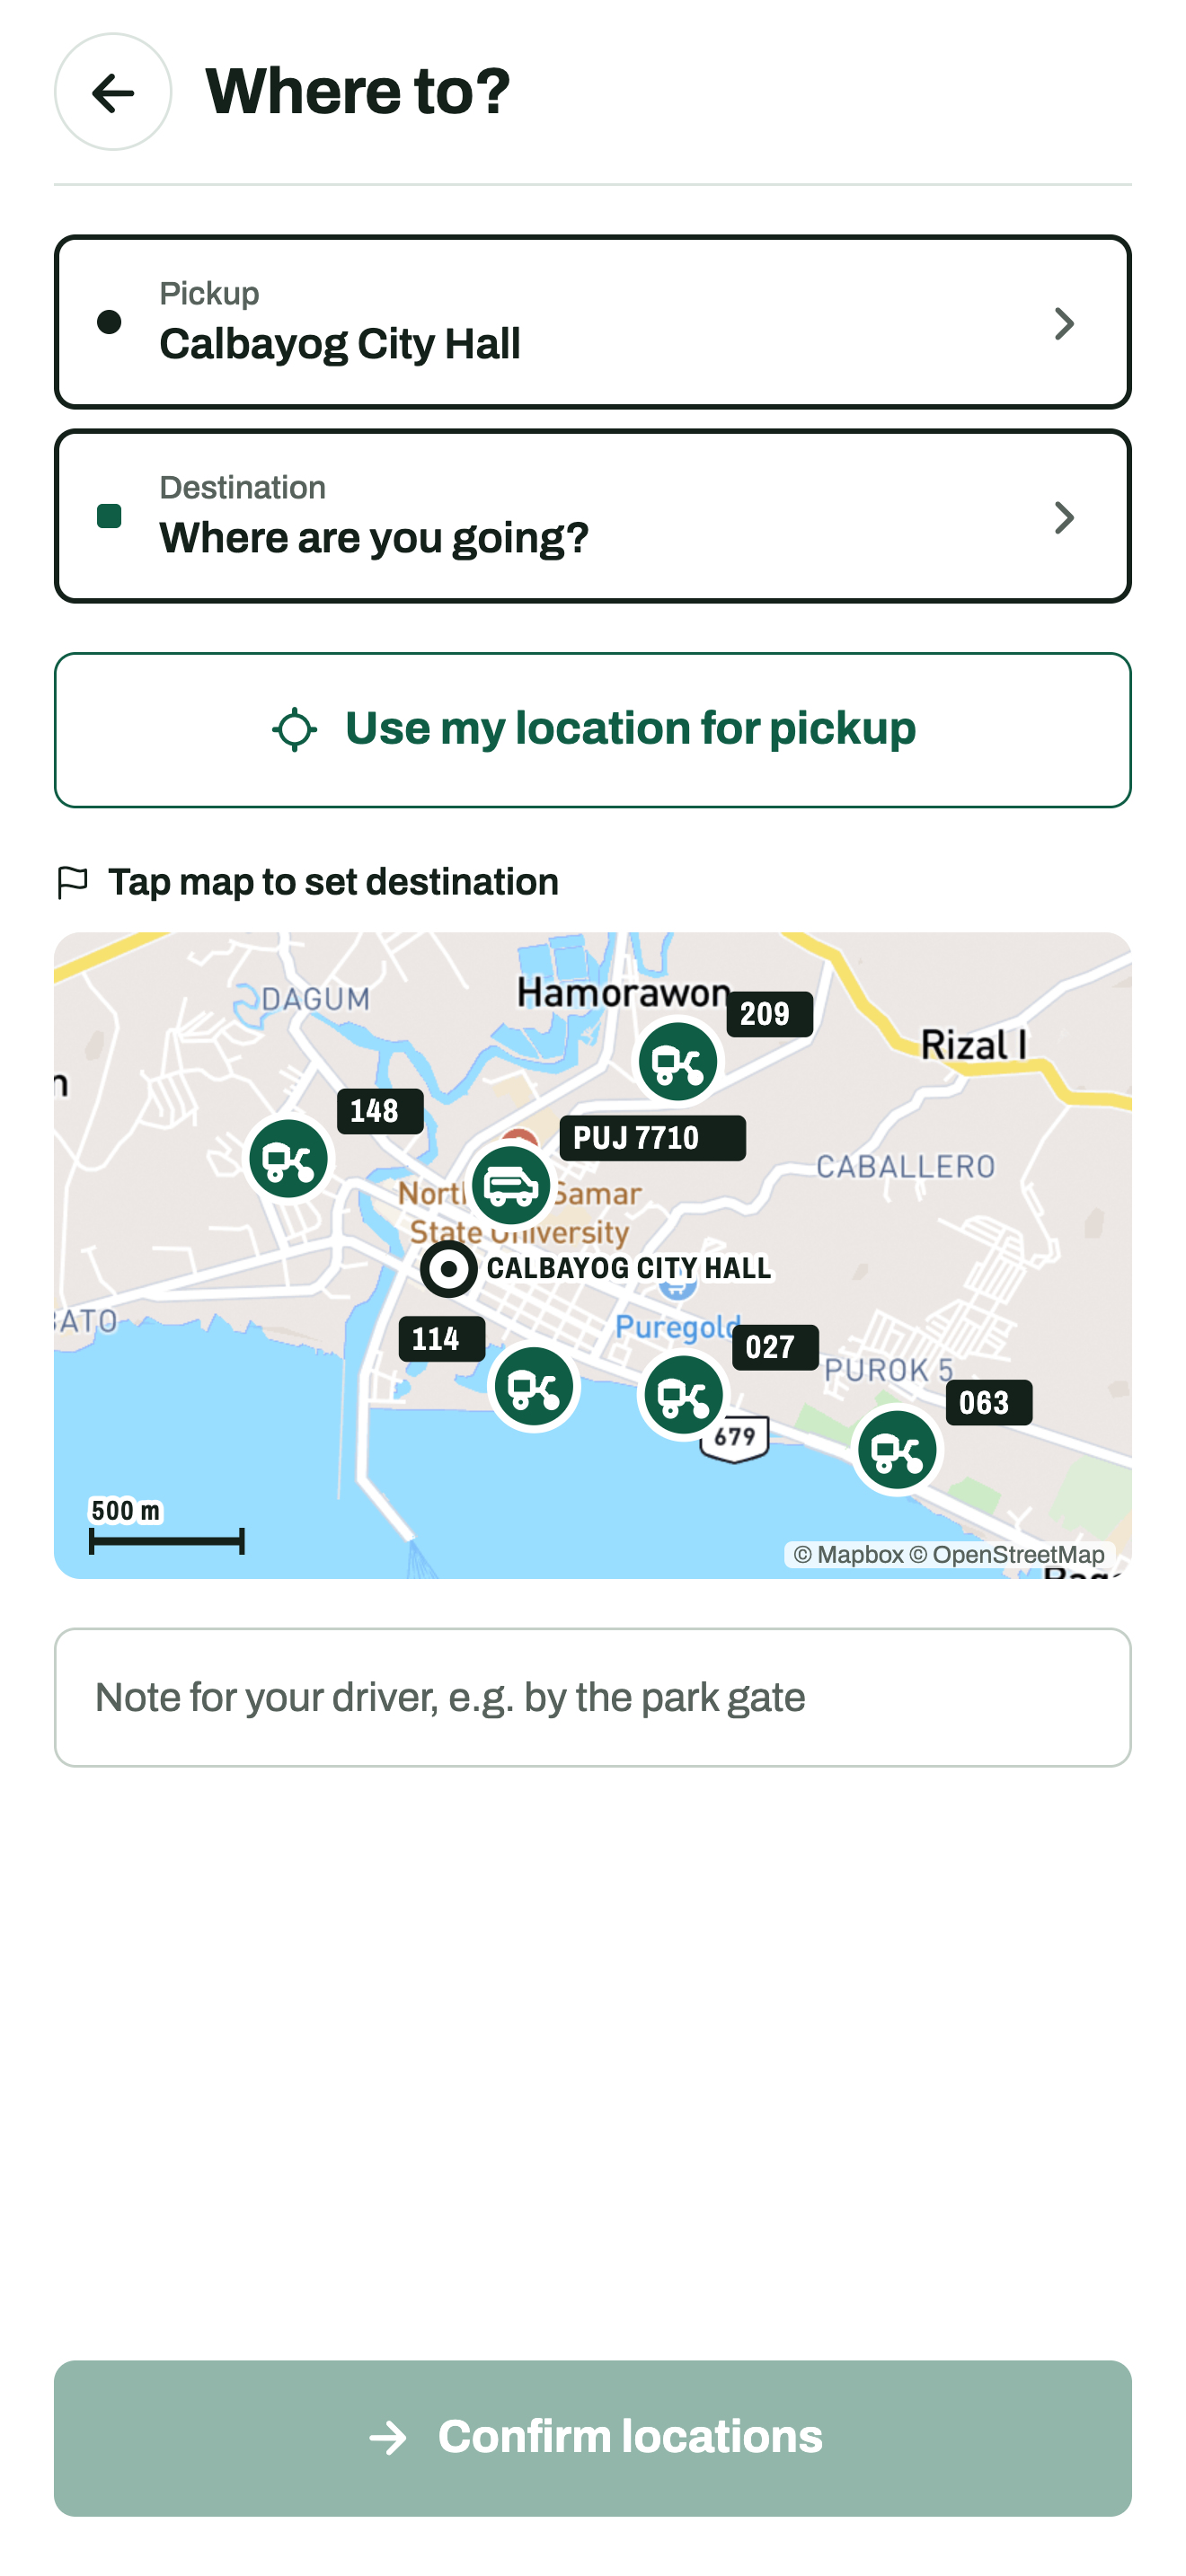 Where to?
Pickup
Calbayog City Hall
Destination
Where are you going?
Use my location for pickup
Tap map to set destination
DAGUM
Hamorawon
209
Rizal I
148
PUJ 7710
CABALLERO
Samar
State University
CALBAYOG CITY HALL
114
Puregold
027
PUROK 5
063
679
500 m
© Mapbox © OpenStreetMap
Note for your driver, e.g. by the park gate
Confirm locations